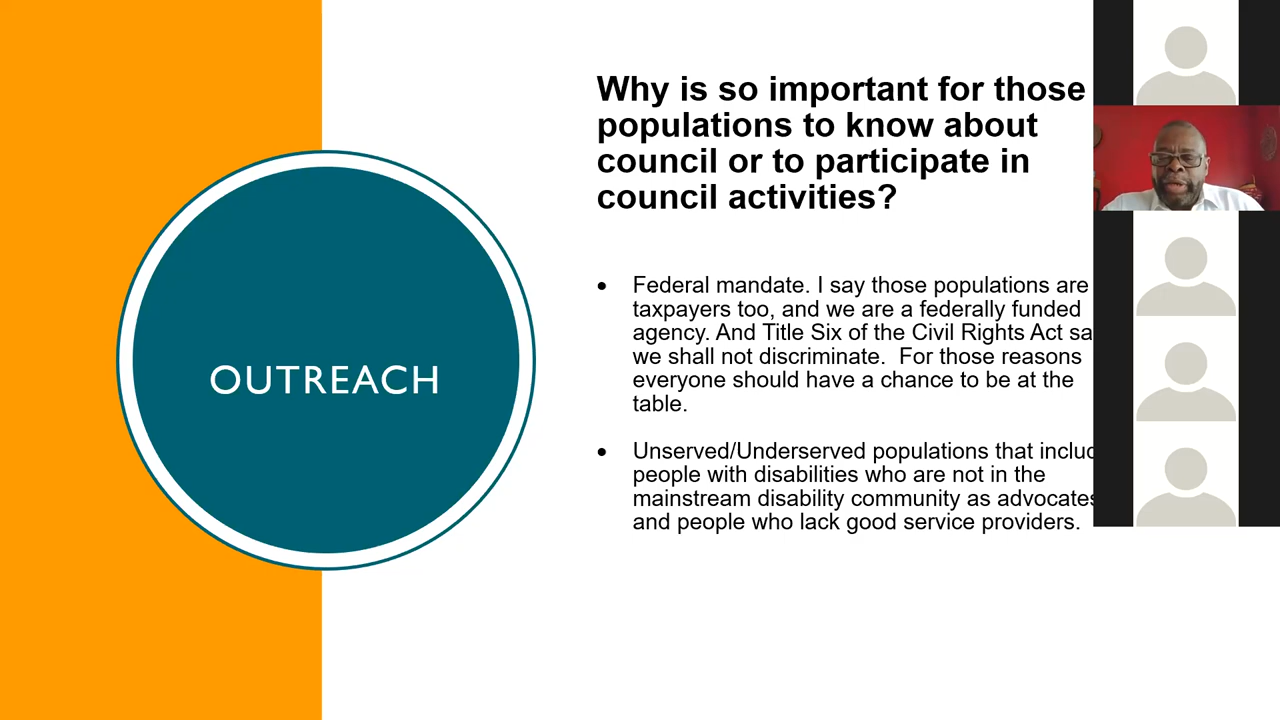 Why is so important for those
populations to know about
council or to participate in
council activities?
OUTREACH
• Federal mandate. I say those populations are
taxpayers too, and we are a federally funded
agency. And Title Six of the Civil Rights Act sa
we shall not discriminate.  For those reasons
everyone should have a chance to be at the
table.
• Unserved/Underserved populations that includ
people with disabilities who are not in the
mainstream disability community as advocates
and people who lack good service providers.